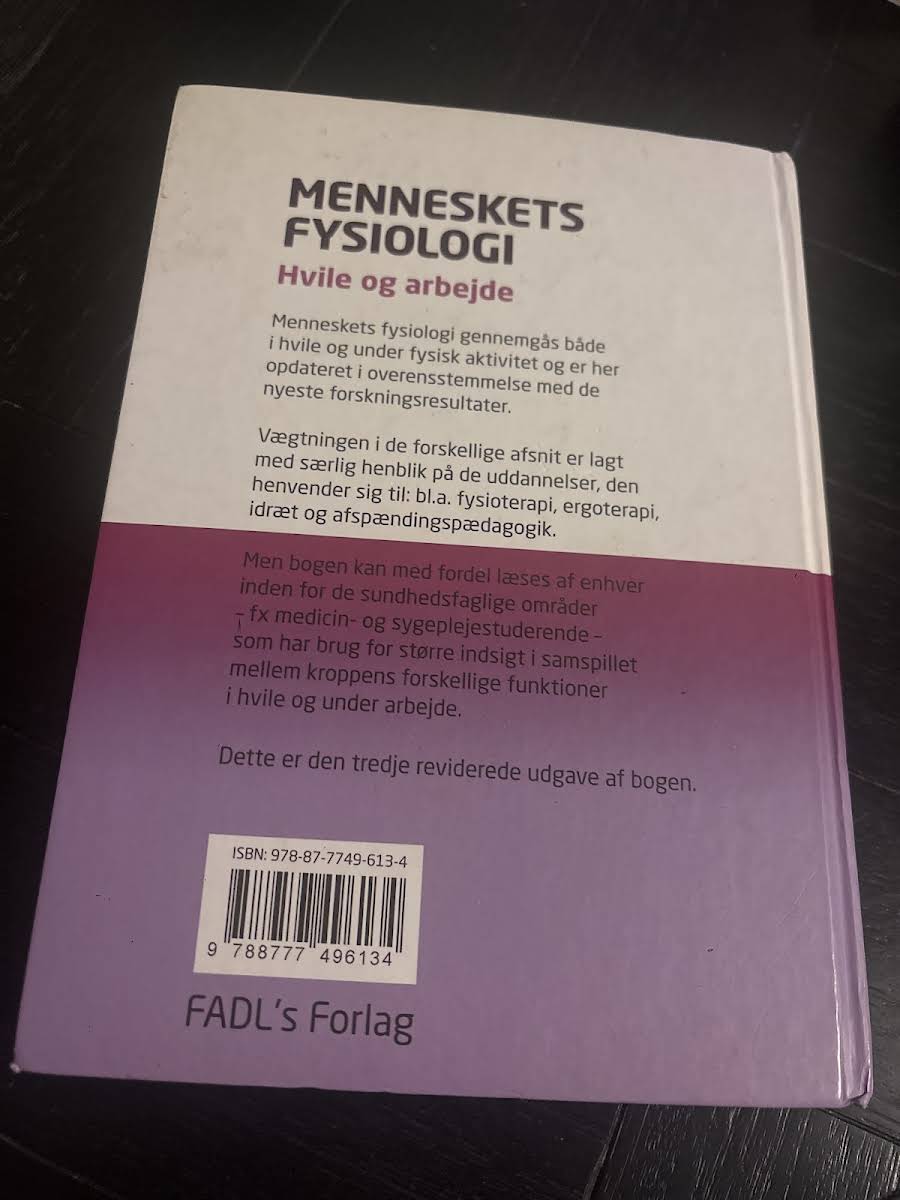 MENNESKETS
FYSIOLOGI
Hvile og arbejde
Menneskets fysiologi gennemgås både
i hvile og under fysisk aktivitet og er her
opdateret i overensstemmelse med de
nyeste forskningsresultater.
Vægtningen i de forskellige afsnit er lagt
med særlig henblik på de uddannelser, den
henvender sig til: bl.a. fysioterapi, ergoterapi,
idræt og afspændingspædagogik.
Men bogen kan med fordel læses af enhver
inden for de sundhedsfaglige områder
– fx medicin- og sygeplejestuderende –
som har brug for større indsigt i samspillet
mellem kroppens forskellige funktioner
i hvile og under arbejde.
Dette er den tredje reviderede udgave af bogen.
ISBN: 978-87-7749-613-4
9 788777 496134
FADL's Forlag